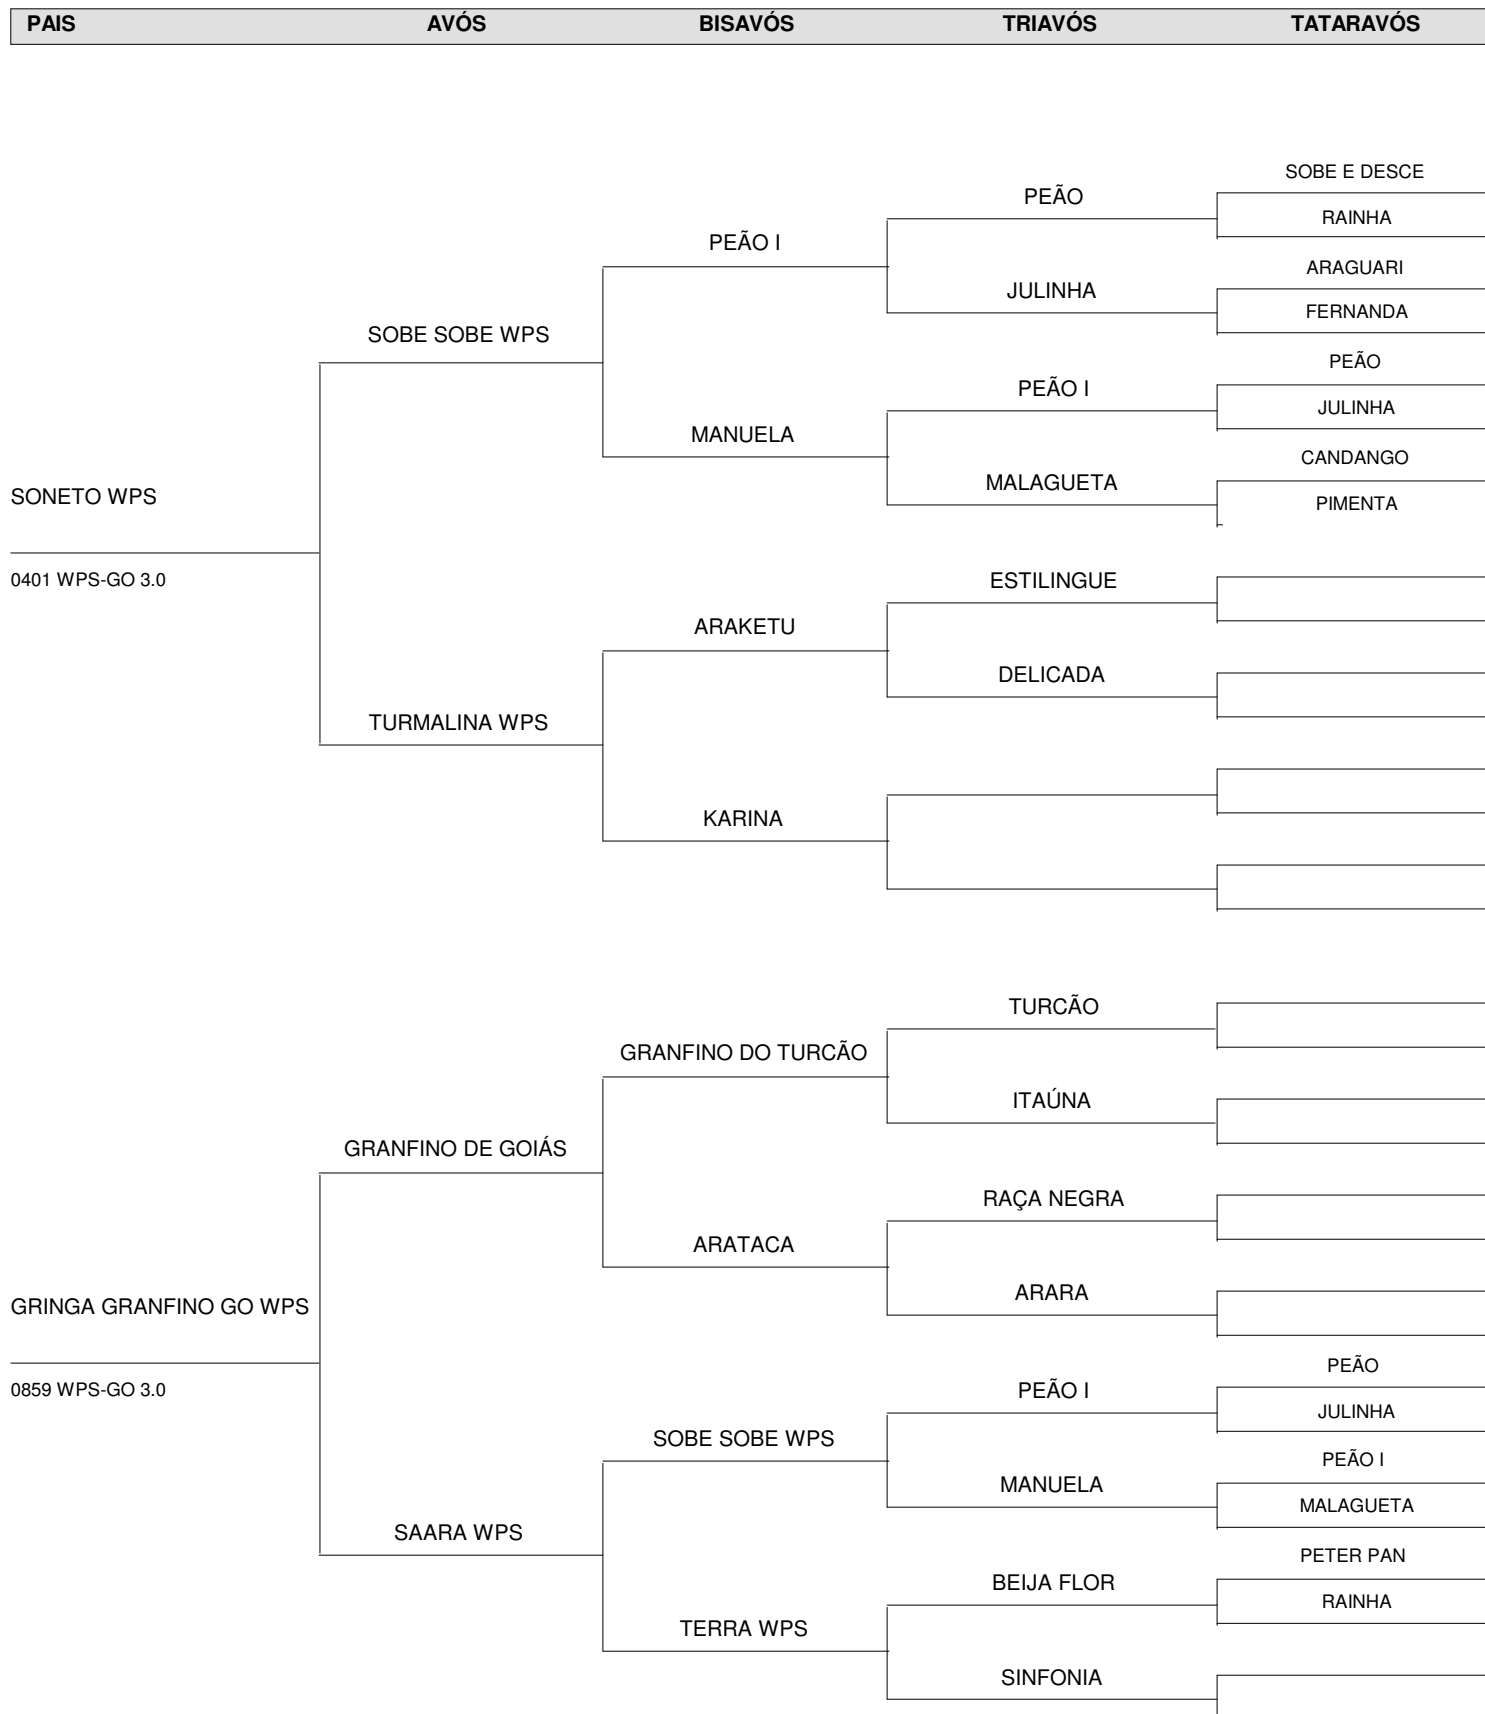 PAIS AVÓS BISAVÓS TRIAVÓS TATARAVÓS
SOBE E DESCE
PEÃO
RAINHA
PEÃO I
ARAGUARI
JULINHA
FERNANDA
SOBE SOBE WPS
PEÃO
PEÃO I
JULINHA
MANUELA
CANDANGO
MALAGUETA
SONETO WPS
PIMENTA
0401 WPS-GO 3.0
ESTILINGUE
ARAKETU
DELICADA
TURMALINA WPS
KARINA
TURCÃO
GRANFINO DO TURCÃO
ITAÚNA
GRANFINO DE GOIÁS
RAÇA NEGRA
ARATACA
ARARA
GRINGA GRANFINO GO WPS
PEÃO
0859 WPS-GO 3.0
PEÃO I
JULINHA
SOBE SOBE WPS
PEÃO I
MANUELA
MALAGUETA
SAARA WPS
PETER PAN
BEIJA FLOR
RAINHA
TERRA WPS
SINFONIA